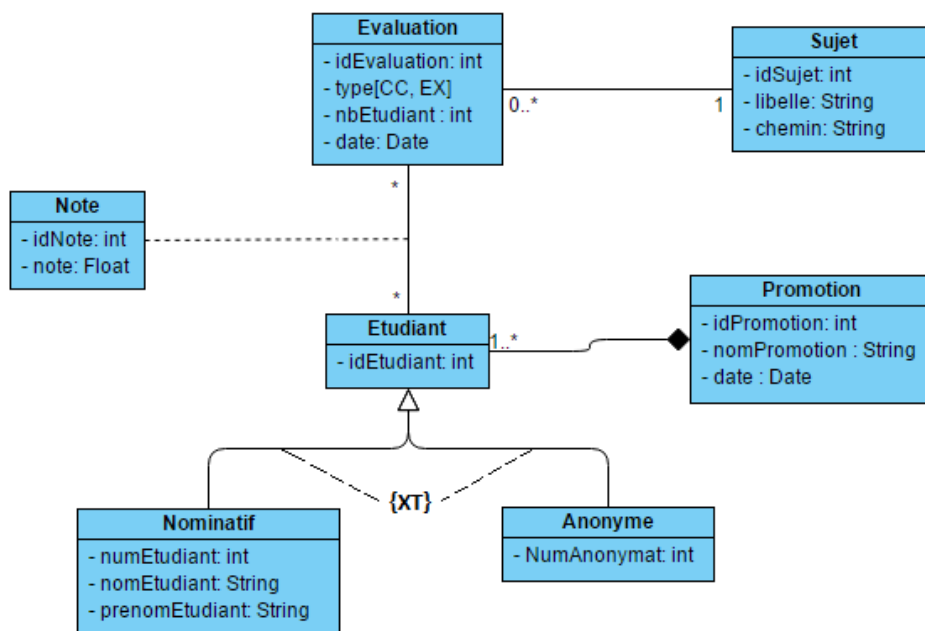 Evaluation
- idEvaluation: int
- type[CC, EX]
- nbEtudiant : int
- date: Date
Sujet
- idSujet: int
- libelle: String
- chemin: String
0..*
1
*
Note
- idNote: int
- note: Float
*
Etudiant
- idEtudiant: int
1..*
Promotion
- idPromotion: int
- nomPromotion : String
- date : Date
{XT}
Nominatif
- numEtudiant: int
- nomEtudiant: String
- prenomEtudiant: String
Anonyme
- NumAnonymat: int